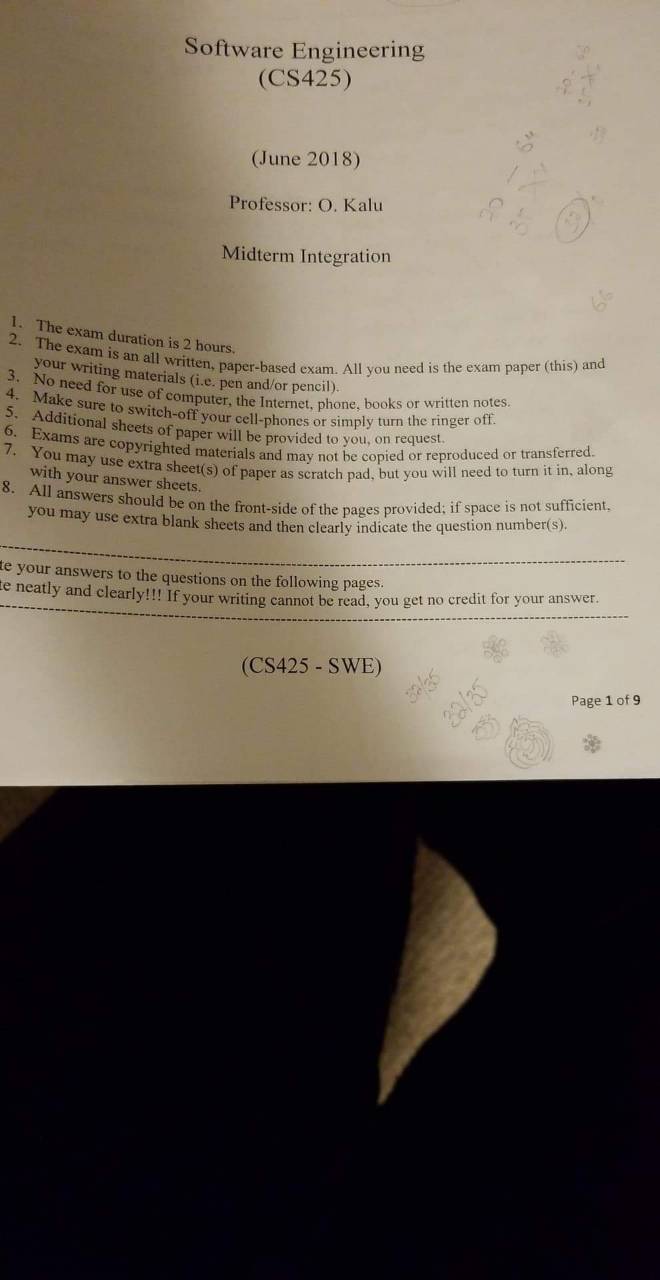 Software Engineering
(CS425)
(June 2018)
Professor: O. Kalu
Midterm Integration
1. The exam duration is 2 hours.
2. The exam is an all written, paper-based exam. All you need is the exam paper (this) and
your writing materials (i.e. pen and/or pencil).
3. No need for use of computer, the Internet, phone, books or written notes.
4. Make sure to switch-off your cell-phones or simply turn the ringer off.
5. Additional sheets of paper will be provided to you, on request.
6. Exams are copyrighted materials and may not be copied or reproduced or transferred.
7. You may use extra sheet(s) of paper as scratch pad, but you will need to turn it in, along
with your answer sheets.
8. All answers should be on the front-side of the pages provided; if space is not sufficient,
you may use extra blank sheets and then clearly indicate the question number(s).
te your answers to the questions on the following pages.
te neatly and clearly!!! If your writing cannot be read, you get no credit for your answer.
(CS425 - SWE)
32/35
32/35
Page 1 of 9